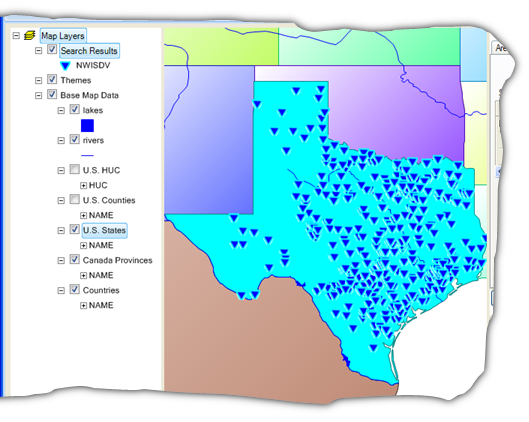 Map Layers
Search Results
NWISDV
Themes
Base Map Data
lakes
rivers
U.S. HUC
HUC
U.S. Counties
NAME
U.S. States
NAME
Canada Provinces
NAME
Countries
NAME